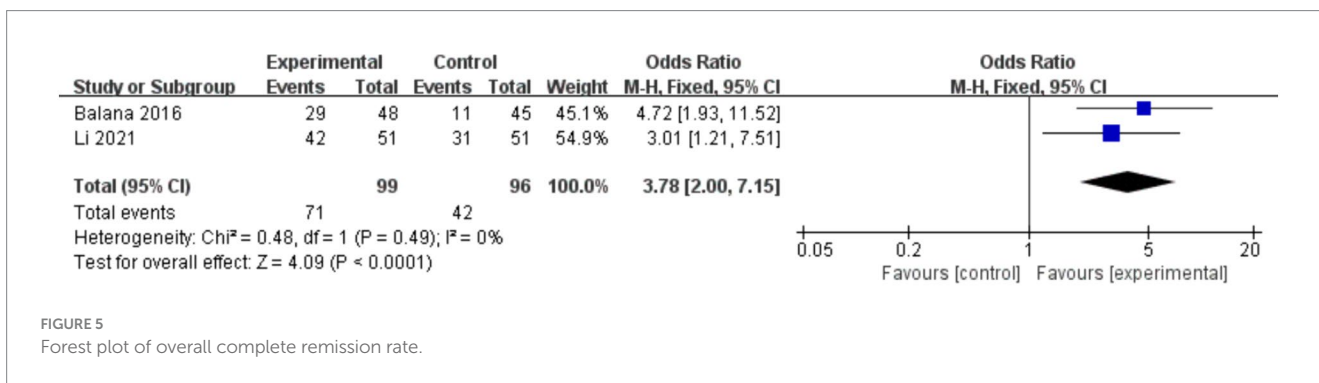 Experimental Control Odds Ratio Odds Ratio
Study or Subgroup Events Total Events Total Weight M-H, Fixed, 95% CI M-H, Fixed, 95% CI
Balana 2016 29 48 11 45 45.1% 4.72 [1.93, 11.52]
Li 2021 42 51 31 51 54.9% 3.01 [1.21, 7.51]
Total (95% CI) 99 96 100.0% 3.78 [2.00, 7.15]
Total events 71 42
Heterogeneity: Chi² = 0.48, df = 1 (P = 0.49); I² = 0%
Test for overall effect: Z = 4.09 (P < 0.0001)
0.05 0.2 1 5 20
Favours [control] Favours [experimental]
FIGURE 5
Forest plot of overall complete remission rate.